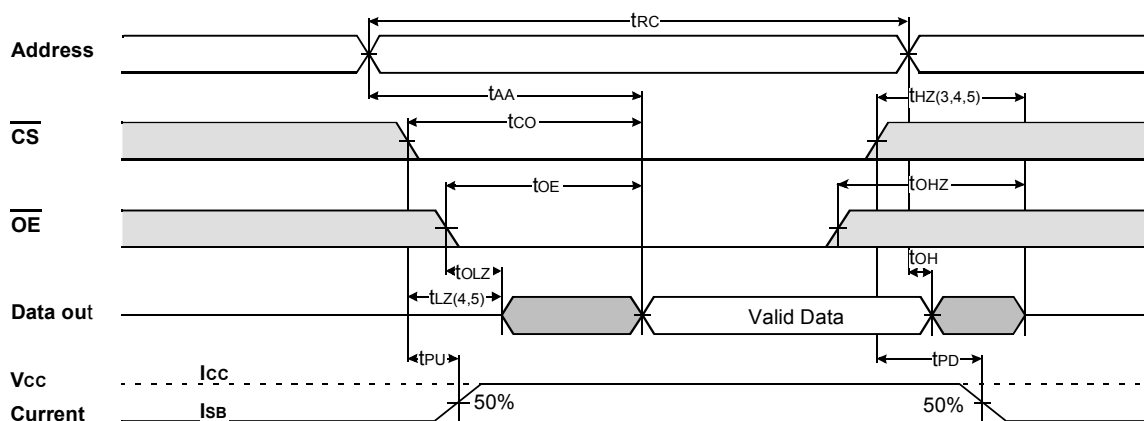 tRC
Address
tAA
tHZ(3,4,5)
CS
tCO
tOE
tOHZ
OE
tOLZ
tOH
tLZ(4,5)
Data out
Valid Data
tPU
tPD
VCC
ICC
50%
50%
Current
ISB